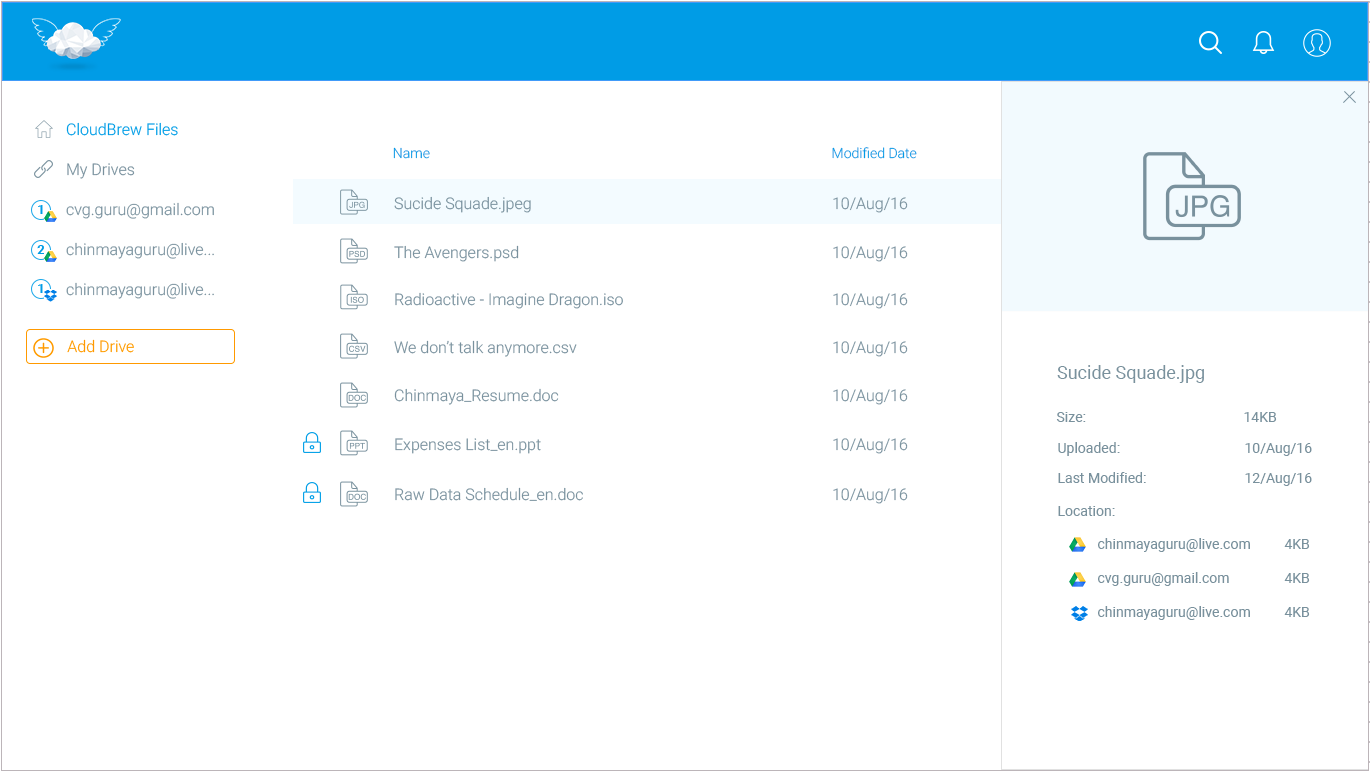 CloudBrew Files
My Drives
1 cvg.guru@gmail.com
2 chinmayaguru@live...
1 chinmayaguru@live...
Add Drive
Name Modified Date
JPG Sucide Squade.jpeg 10/Aug/16
PSD The Avengers.psd 10/Aug/16
ISO Radioactive - Imagine Dragon.iso 10/Aug/16
CSV We don't talk anymore.csv 10/Aug/16
DOC Chinmaya_Resume.doc 10/Aug/16
PPT Expenses List_en.ppt 10/Aug/16
DOC Raw Data Schedule_en.doc 10/Aug/16
JPG
Sucide Squade.jpg
Size: 14KB
Uploaded: 10/Aug/16
Last Modified: 12/Aug/16
Location:
chinmayaguru@live.com 4KB
cvg.guru@gmail.com 4KB
chinmayaguru@live.com 4KB